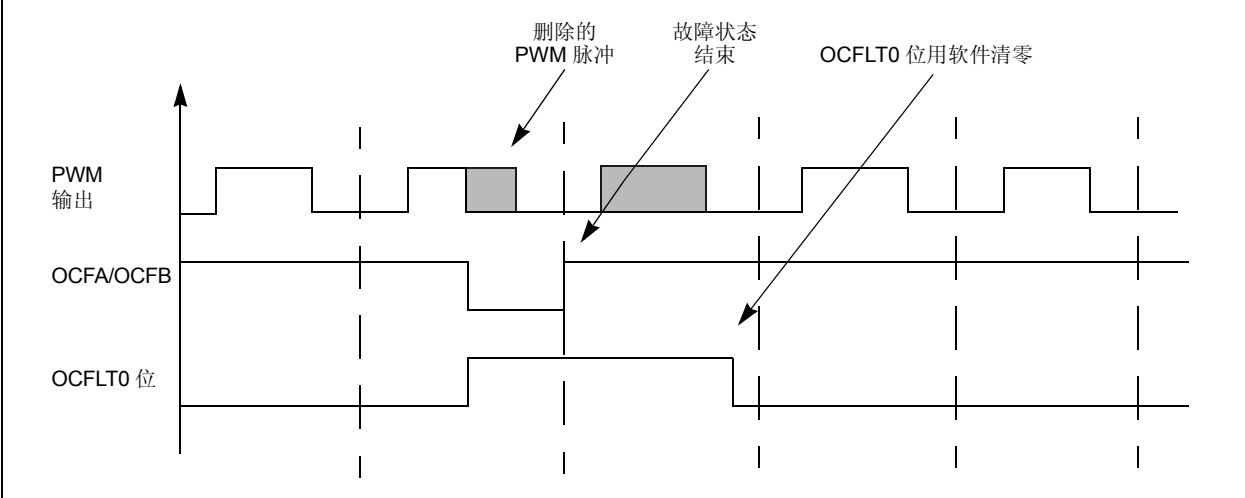 删除的
PWM 脉冲
故障状态
结束
OCFLT0 位用软件清零
PWM
输出
OCFA/OCFB
OCFLT0 位